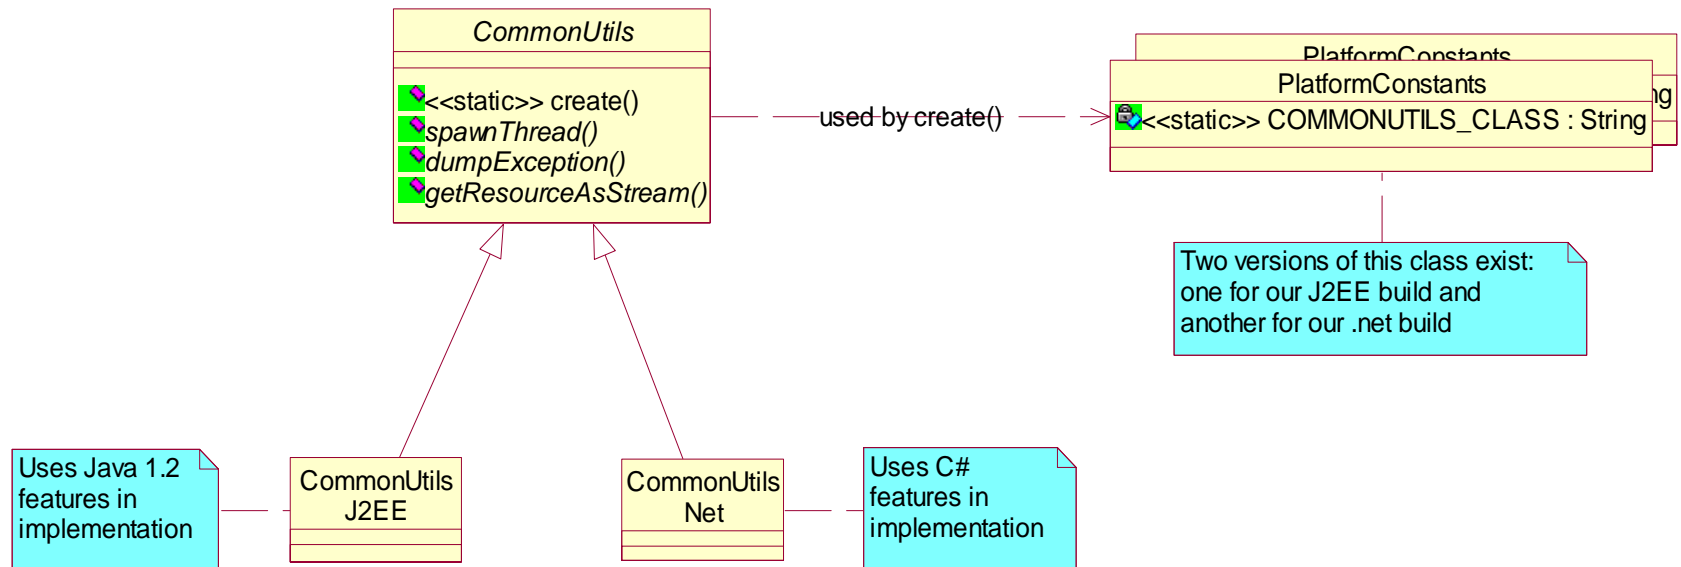 CommonUtils
<<static>> create()
spawnThread()
dumpException()
getResourceAsStream()
used by create()
PlatformConstants
ng
PlatformConstants
<<static>> COMMONUTILS_CLASS : String
Two versions of this class exist:
one for our J2EE build and
another for our .net build
Uses Java 1.2
features in
implementation
CommonUtils
J2EE
CommonUtils
Net
Uses C#
features in
implementation